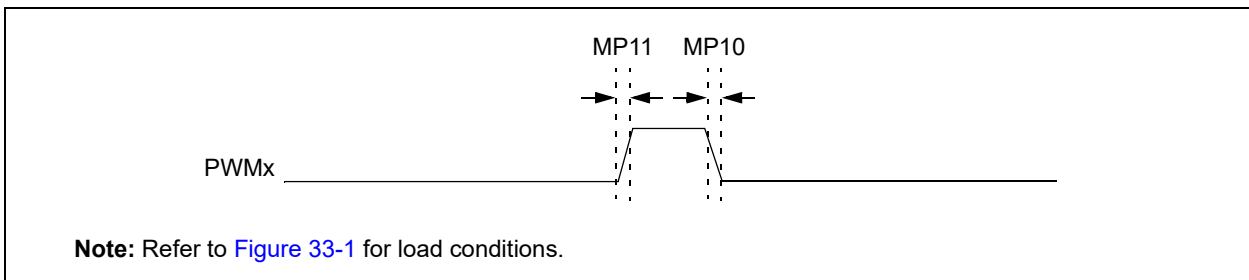 MP11 MP10
PWMx
Note: Refer to Figure 33-1 for load conditions.